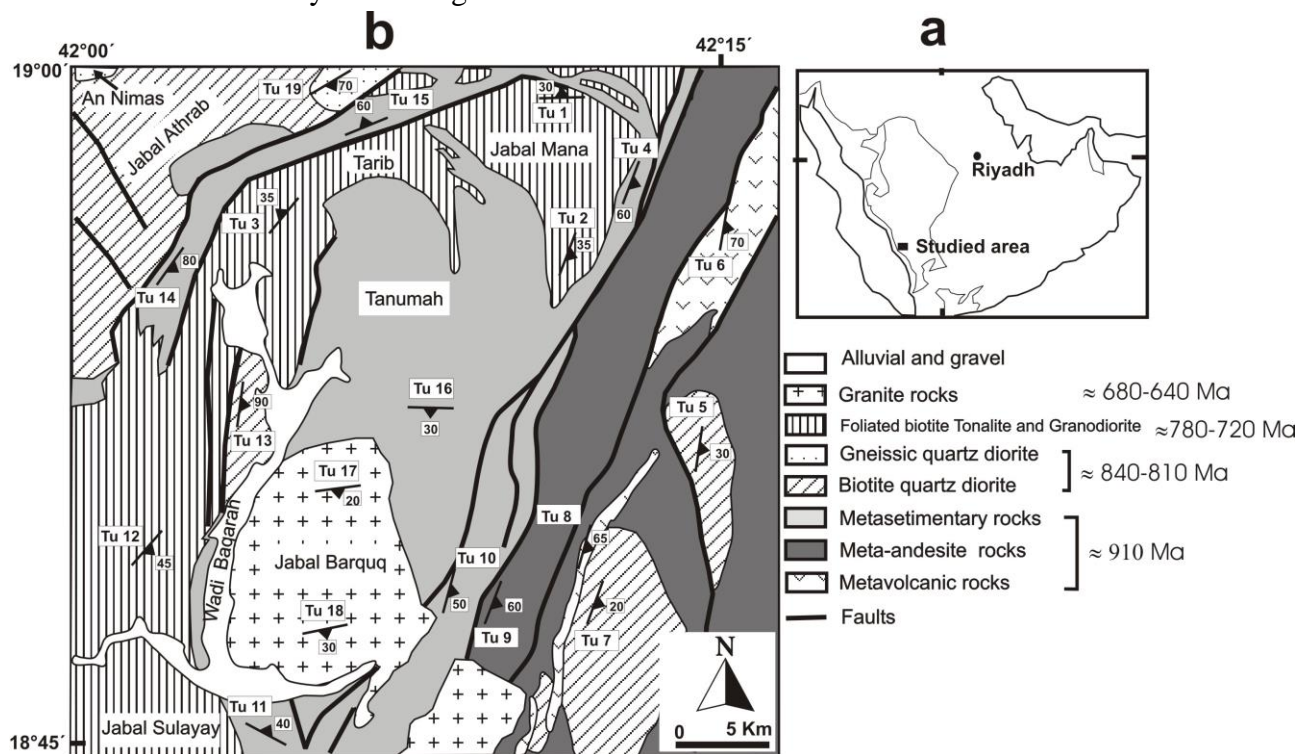 b
a
42°00´
42°15´
19°00´
An Nimas
Jabal Athrab
Tu 19
70
60
Tu 15
30
Tu 1
Tarib
Jabal Mana
Tu 4
60
35
Tu 3
Tu 2
35
80
Tu 14
Tanumah
70
Tu 6
Tu 16
30
90
Tu 13
Tu 5
30
Tu 17
20
Tu 12
45
Wadi Baqarah
Jabal Barquq
Tu 8
65
Tu 10
50
Tu 18
30
Tu 9
60
20
Tu 7
Tu 11
40
Jabal Sulayay
18°45´
N
0 5 Km
Riyadh
Studied area
Alluvial and gravel
Granite rocks ≈ 680-640 Ma
Foliated biotite Tonalite and Granodiorite ≈780-720 Ma
Gneissic quartz diorite
≈ 840-810 Ma
Biotite quartz diorite
Metasetimentary rocks
Meta-andesite rocks
≈ 910 Ma
Metavolcanic rocks
Faults